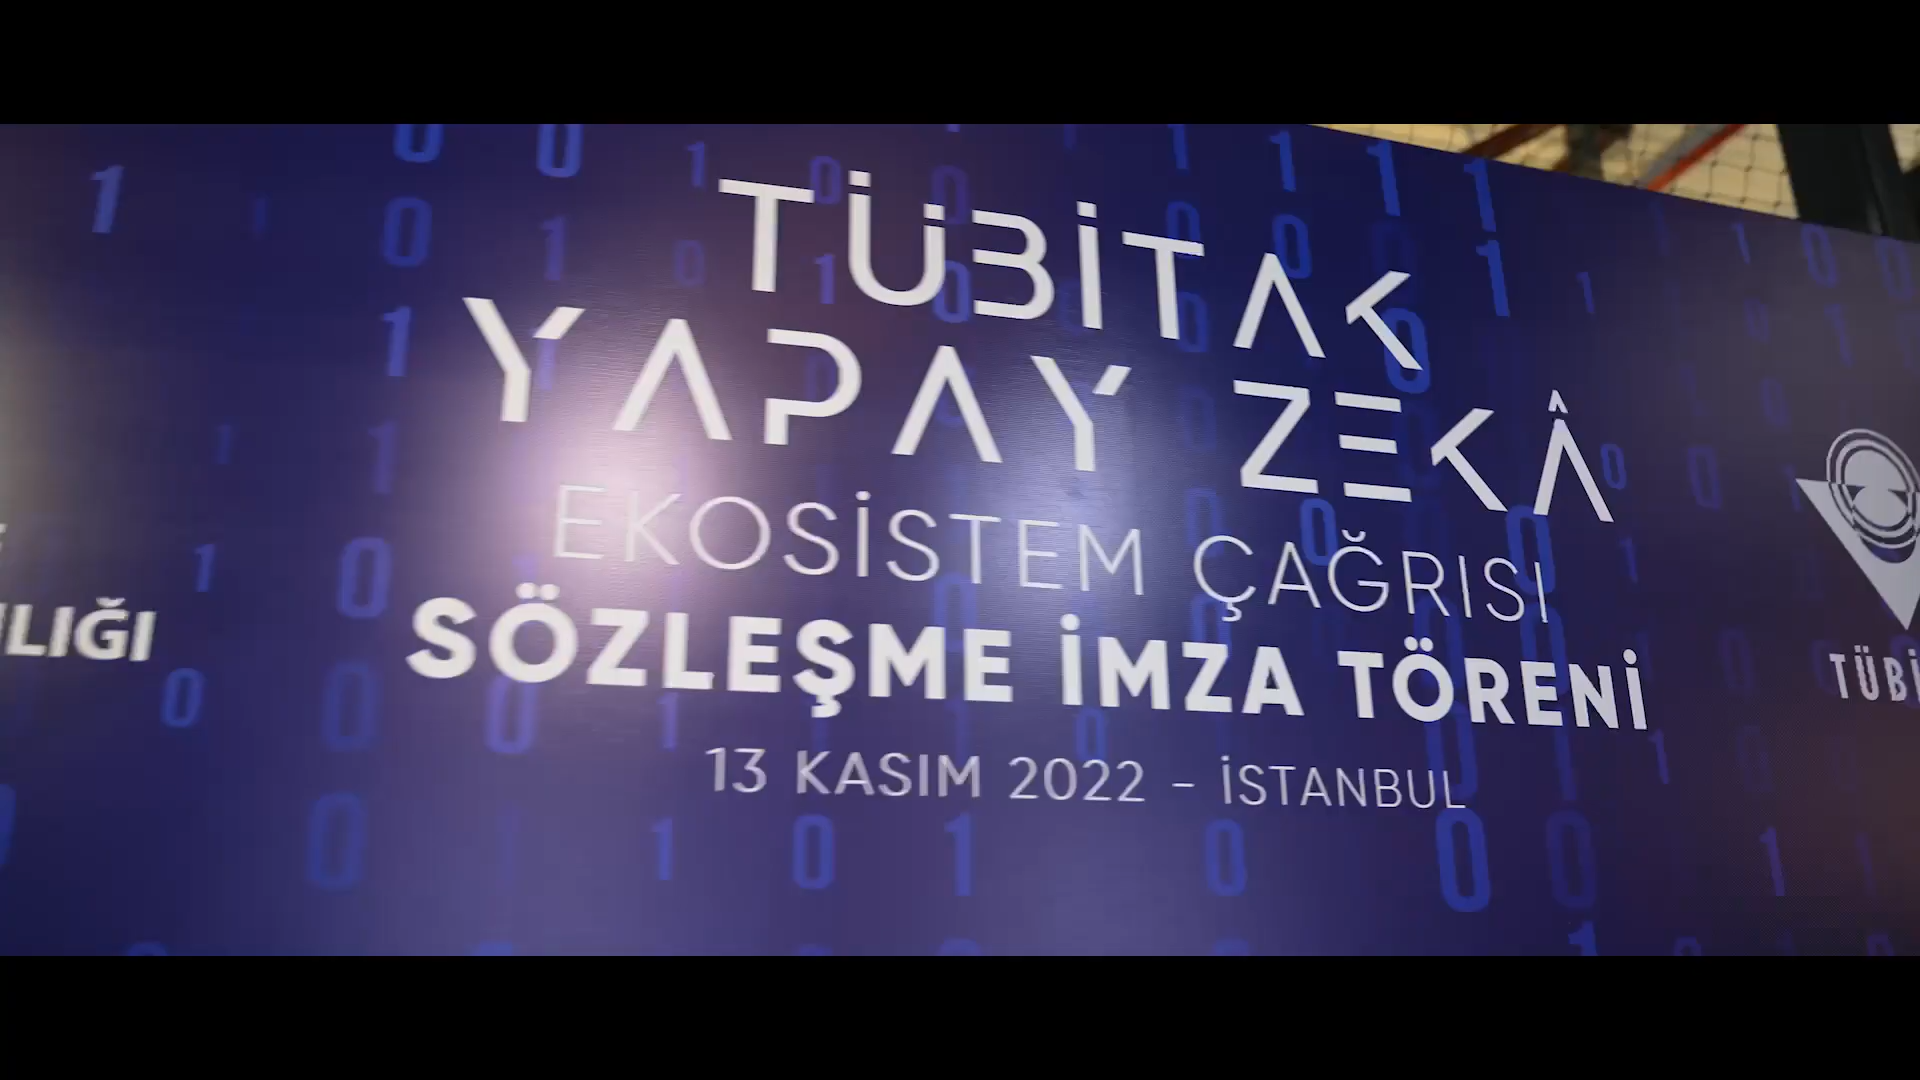 TÜBİTAK
YAPAY ZEKÂ
EKOSİSTEM ÇAĞRISI
SÖZLEŞME İMZA TÖRENİ
13 KASIM 2022 - İSTANBUL